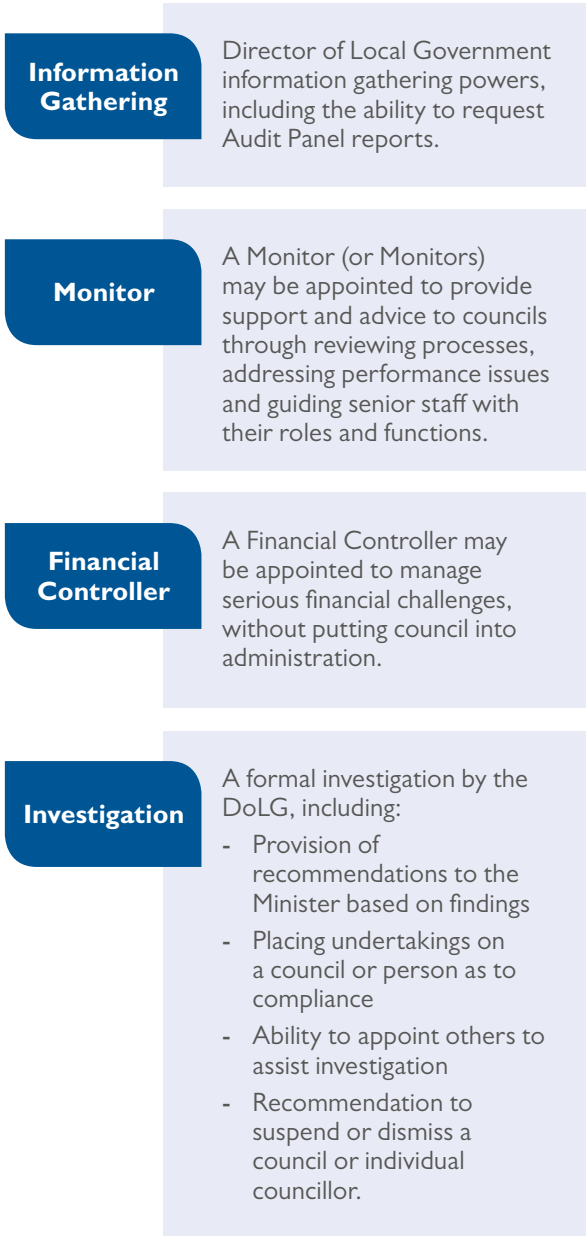 Information
Gathering
Director of Local Government
information gathering powers,
including the ability to request
Audit Panel reports.
Monitor
A Monitor (or Monitors)
may be appointed to provide
support and advice to councils
through reviewing processes,
addressing performance issues
and guiding senior staff with
their roles and functions.
Financial
Controller
A Financial Controller may
be appointed to manage
serious financial challenges,
without putting council into
administration.
Investigation
A formal investigation by the
DoLG, including:
- Provision of
recommendations to the
Minister based on findings
- Placing undertakings on
a council or person as to
compliance
- Ability to appoint others to
assist investigation
- Recommendation to
suspend or dismiss a
council or individual
councillor.